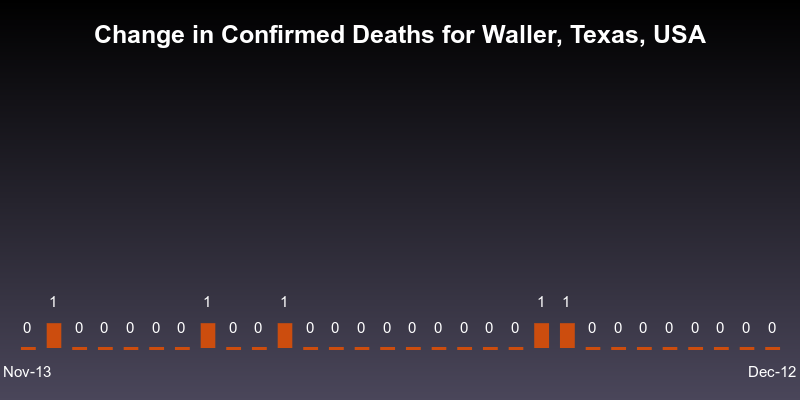 Change in Confirmed Deaths for Waller, Texas, USA
1 1 1 1 1
0 0 0 0 0 0 0 0 0 0 0 0 0 0 0 0 0 0 0 0 0 0 0 0 0
Nov-13 Dec-12